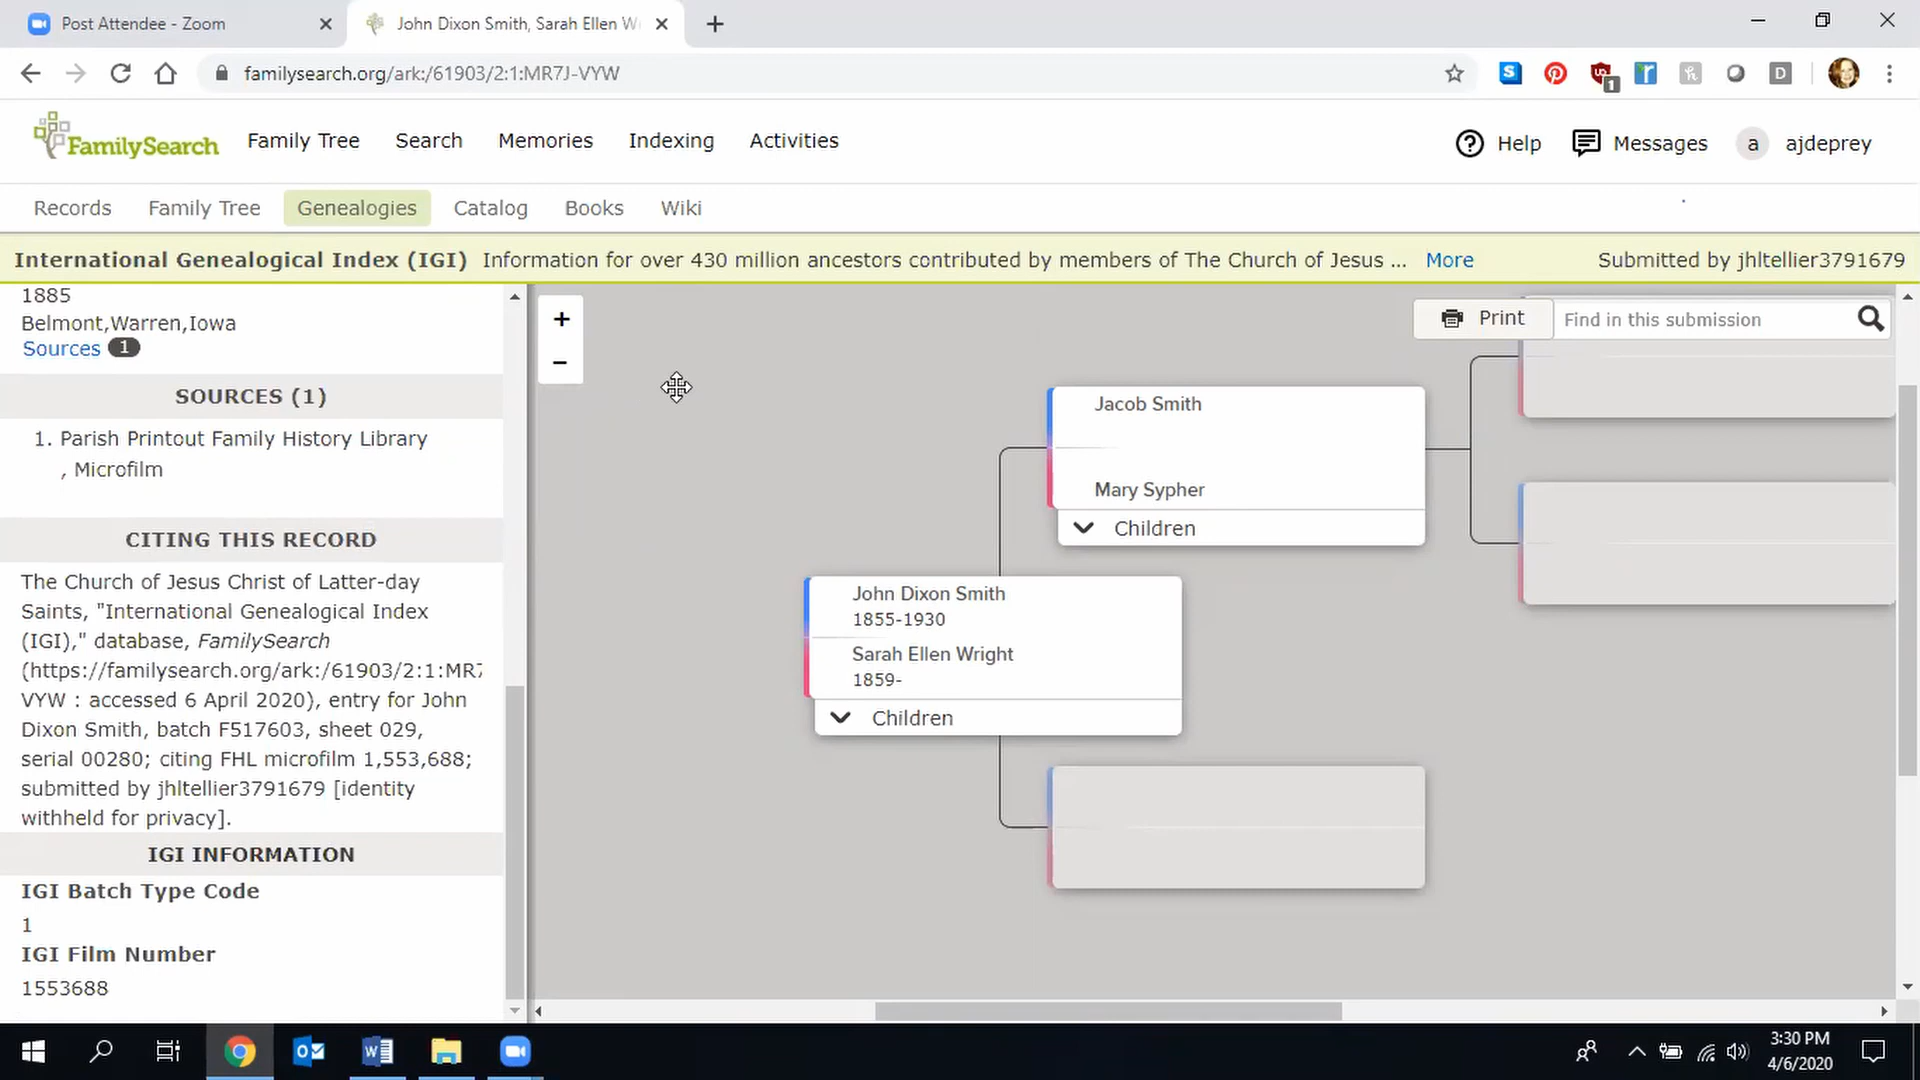 Post Attendee - Zoom
John Dixon Smith, Sarah Ellen W
familysearch.org/ark:/61903/2:1:MR7J-VYW
1
FamilySearch
Family Tree
Search
Memories
Indexing
Activities
Help
Messages
a
ajdeprey
Records
Family Tree
Genealogies
Catalog
Books
Wiki
International Genealogical Index (IGI) Information for over 430 million ancestors contributed by members of The Church of Jesus ... More
Submitted by jhltellier3791679
1885
Belmont,Warren,Iowa
Sources 1
SOURCES (1)
1. Parish Printout Family History Library
, Microfilm
CITING THIS RECORD
The Church of Jesus Christ of Latter-day
Saints, "International Genealogical Index
(IGI)," database, FamilySearch
(https://familysearch.org/ark:/61903/2:1:MR7
VYW : accessed 6 April 2020), entry for John
Dixon Smith, batch F517603, sheet 029,
serial 00280; citing FHL microfilm 1,553,688;
submitted by jhltellier3791679 [identity
withheld for privacy].
IGI INFORMATION
IGI Batch Type Code
1
IGI Film Number
1553688
+
−
Print
Find in this submission
Jacob Smith
Mary Sypher
Children
John Dixon Smith
1855-1930
Sarah Ellen Wright
1859-
Children
3:30 PM
4/6/2020